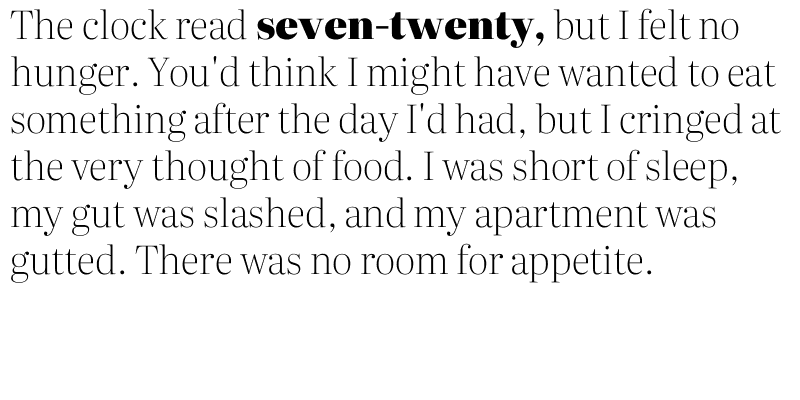 The clock read seven-twenty, but I felt no
hunger. You'd think I might have wanted to eat
something after the day I'd had, but I cringed at
the very thought of food. I was short of sleep,
my gut was slashed, and my apartment was
gutted. There was no room for appetite.